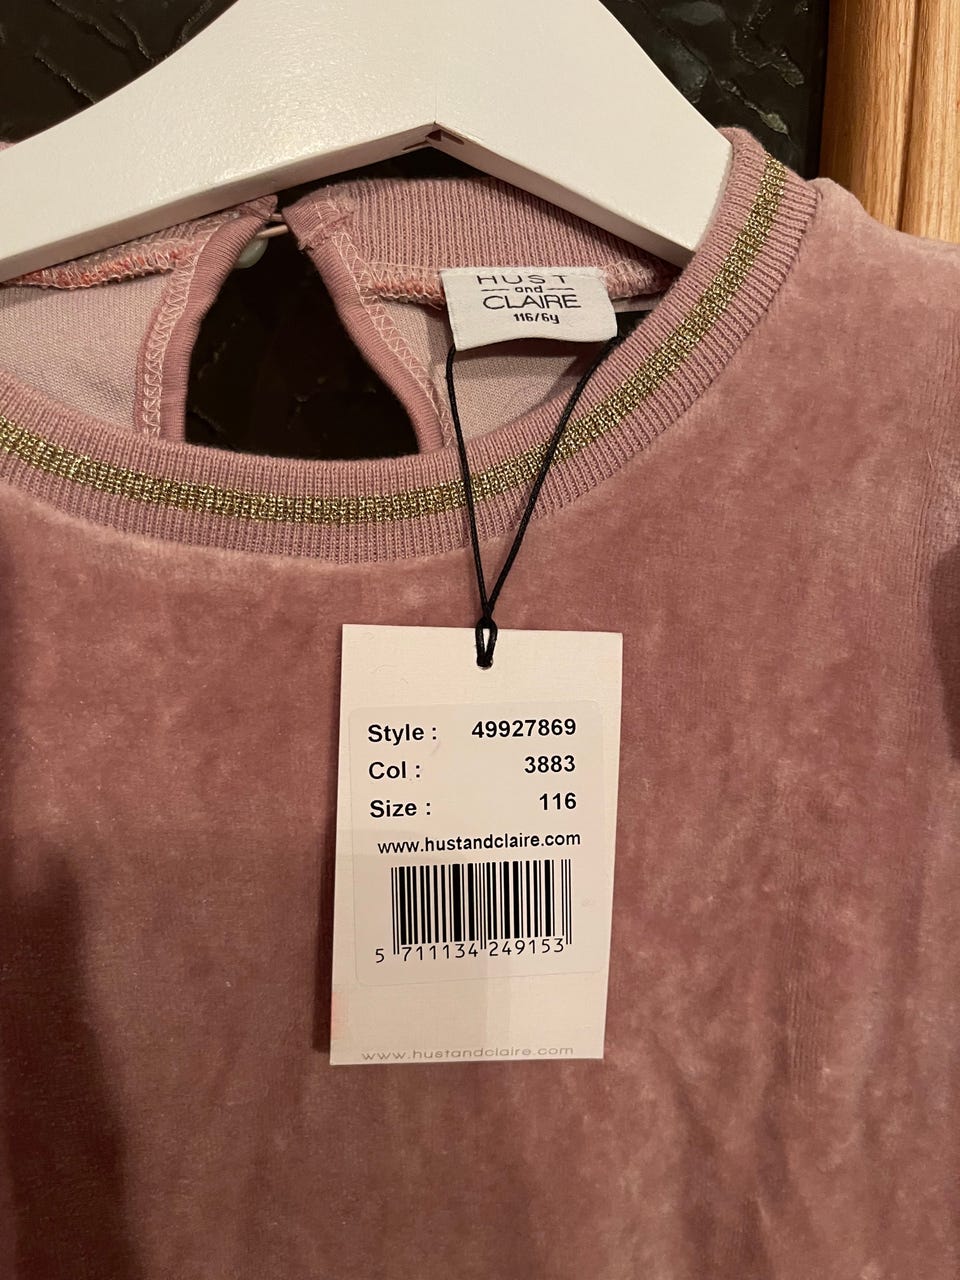 HUST
and
CLAIRE
116/6y
Style : 49927869
Col : 3883
Size : 116
www.hustandclaire.com
5 711134 249153
www.hustandclaire.com